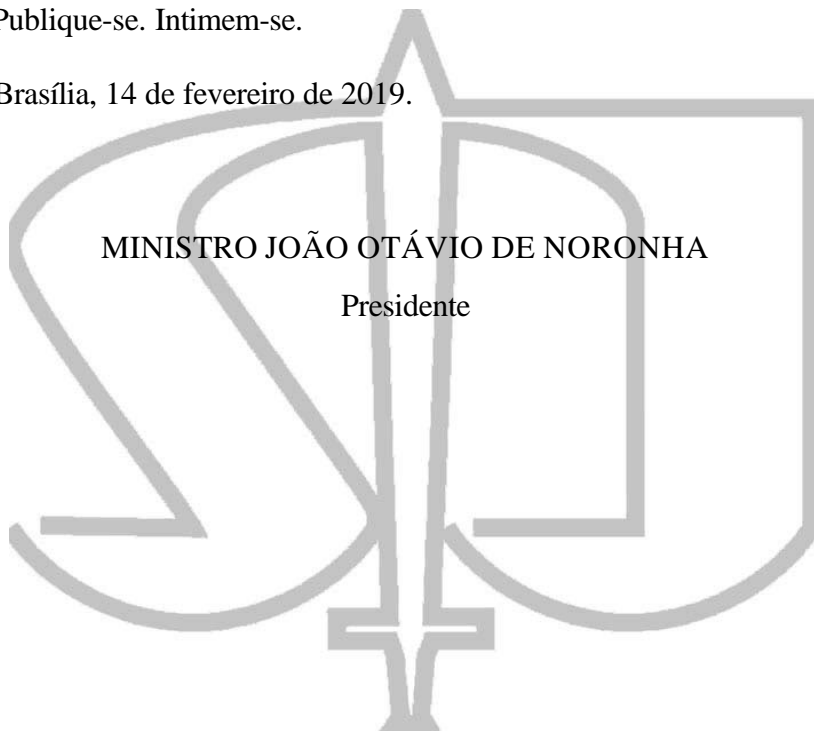 Publique-se. Intimem-se.
Brasília, 14 de fevereiro de 2019.
MINISTRO JOÃO OTÁVIO DE NORONHA
Presidente